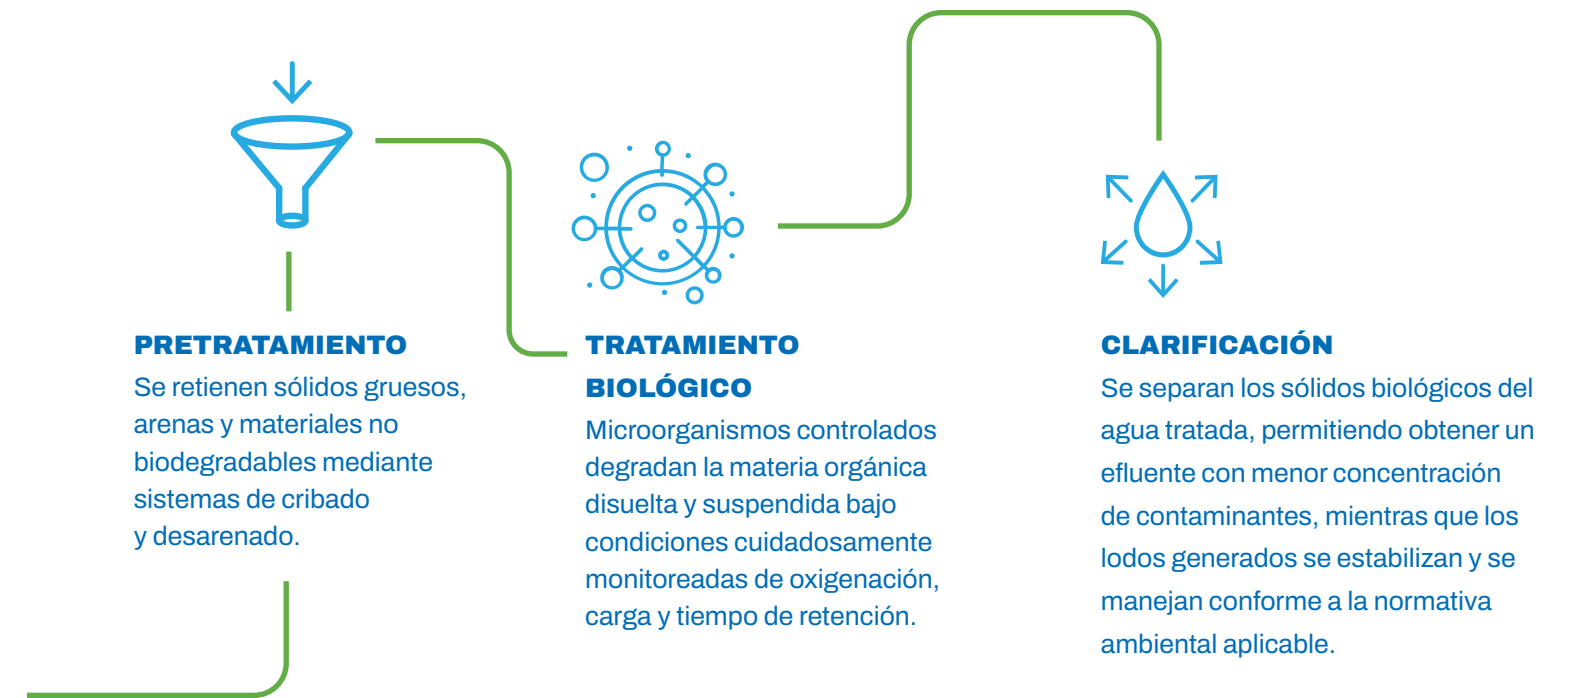 PRETRATAMIENTO
Se retienen sólidos gruesos,
arenas y materiales no
biodegradables mediante
sistemas de cribado
y desarenado.
TRATAMIENTO
BIOLÓGICO
Microorganismos controlados
degradan la materia orgánica
disuelta y suspendida bajo
condiciones cuidadosamente
monitoreadas de oxigenación,
carga y tiempo de retención.
CLARIFICACIÓN
Se separan los sólidos biológicos del
agua tratada, permitiendo obtener un
efluente con menor concentración
de contaminantes, mientras que los
lodos generados se estabilizan y se
manejan conforme a la normativa
ambiental aplicable.